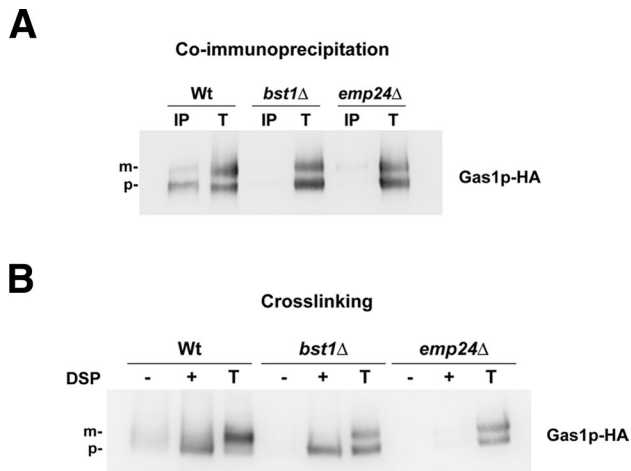 A
Co-immunoprecipitation
Wt bst1Δ emp24Δ
IP T IP T IP T
m-
p-
Gas1p-HA
B
Crosslinking
Wt bst1Δ emp24Δ
DSP - + T - + T - + T
m-
p-
Gas1p-HA